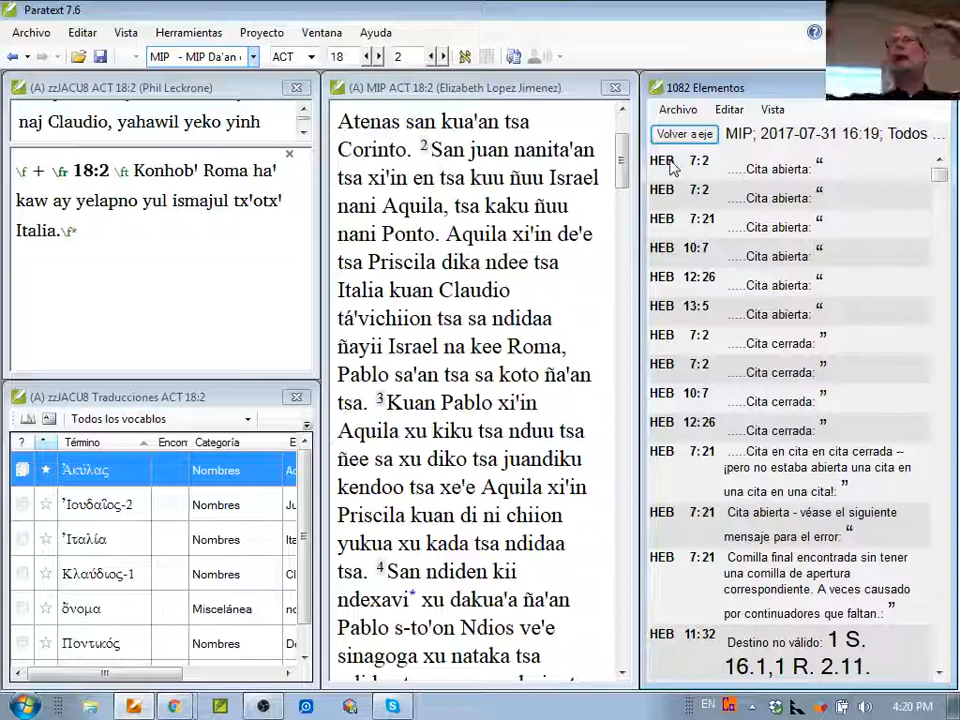 Paratext 7.6
Archivo Editar Vista Herramientas Proyecto Ventana Ayuda
MIP - MIP Da'an ACT 18 2
(A) zzJACU8 ACT 18:2 (Phil Leckrone)
naj Claudio, yahawil yeko yinh
\f + \fr 18:2 \ft Konhob' Roma ha'
kaw ay yelapno yul ismajul tx'otx'
Italia.\f*
(A) zzJACU8 Traducciones ACT 18:2
Todos los vocablos
? Término Encon Categoría E
Ἀκύλας Nombres Ac
Ἰουδαῖος-2 Nombres Ju
Ἰταλία Nombres Ita
Κλαύδιος-1 Nombres Cl
ὄνομα Miscelánea no
Ποντικός Nombres
(A) MIP ACT 18:2 (Elizabeth Lopez Jimenez)
Atenas san kua'an tsa
Corinto. 2San juan nanita'an
tsa xi'in en tsa kuu ñuu Israel
nani Aquila, tsa kaku ñuu
nani Ponto. Aquila xi'in de'e
tsa Priscila dika ndee tsa
Italia kuan Claudio
tá'vichiion tsa sa ndidaa
ñayii Israel na kee Roma,
Pablo sa'an tsa sa koto ña'an
tsa. 3Kuan Pablo xi'in
Aquila xu kiku tsa nduu tsa
ñee sa xu diko tsa juandiku
kendoo tsa xe'e Aquila xi'in
Priscila kuan di ni chiion
yukua xu kada tsa ndidaa
tsa. 4San ndiden kii
ndexavi* xu dakua'a ña'an
Pablo s-to'on Ndios ve'e
sinagoga xu nataka tsa
1082 Elementos
Archivo Editar Vista
Volver a eje MIP; 2017-07-31 16:19; Todos ...
HEB 7:2 .....Cita abierta: “
HEB 7:2 .....Cita abierta: “
HEB 7:21 .....Cita abierta: “
HEB 10:7 .....Cita abierta: “
HEB 12:26 .....Cita abierta: “
HEB 13:5 .....Cita abierta: “
HEB 7:2 .....Cita cerrada: ”
HEB 7:2 .....Cita cerrada: ”
HEB 10:7 .....Cita cerrada: ”
HEB 12:26 .....Cita cerrada: ”
HEB 7:21 Cita en cita en cita cerrada --
¡pero no estaba abierta una cita
en una cita en una cita!: ”
HEB 7:21 Cita abierta - véase el siguiente
mensaje para el error: “
HEB 7:21 Comilla final encontrada sin tener
una comilla de apertura
correspondiente. A veces causado
por continuadores que faltan.: ”
HEB 11:32 Destino no válido: 1 S.
16.1,1 R. 2.11.
EN 4:20 PM